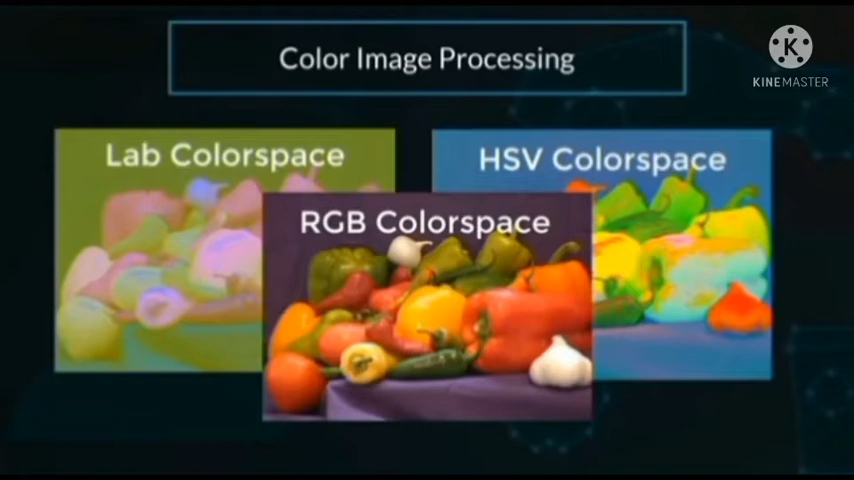 Color Image Processing
KINEMASTER
Lab Colorspace
HSV Colorspace
RGB Colorspace